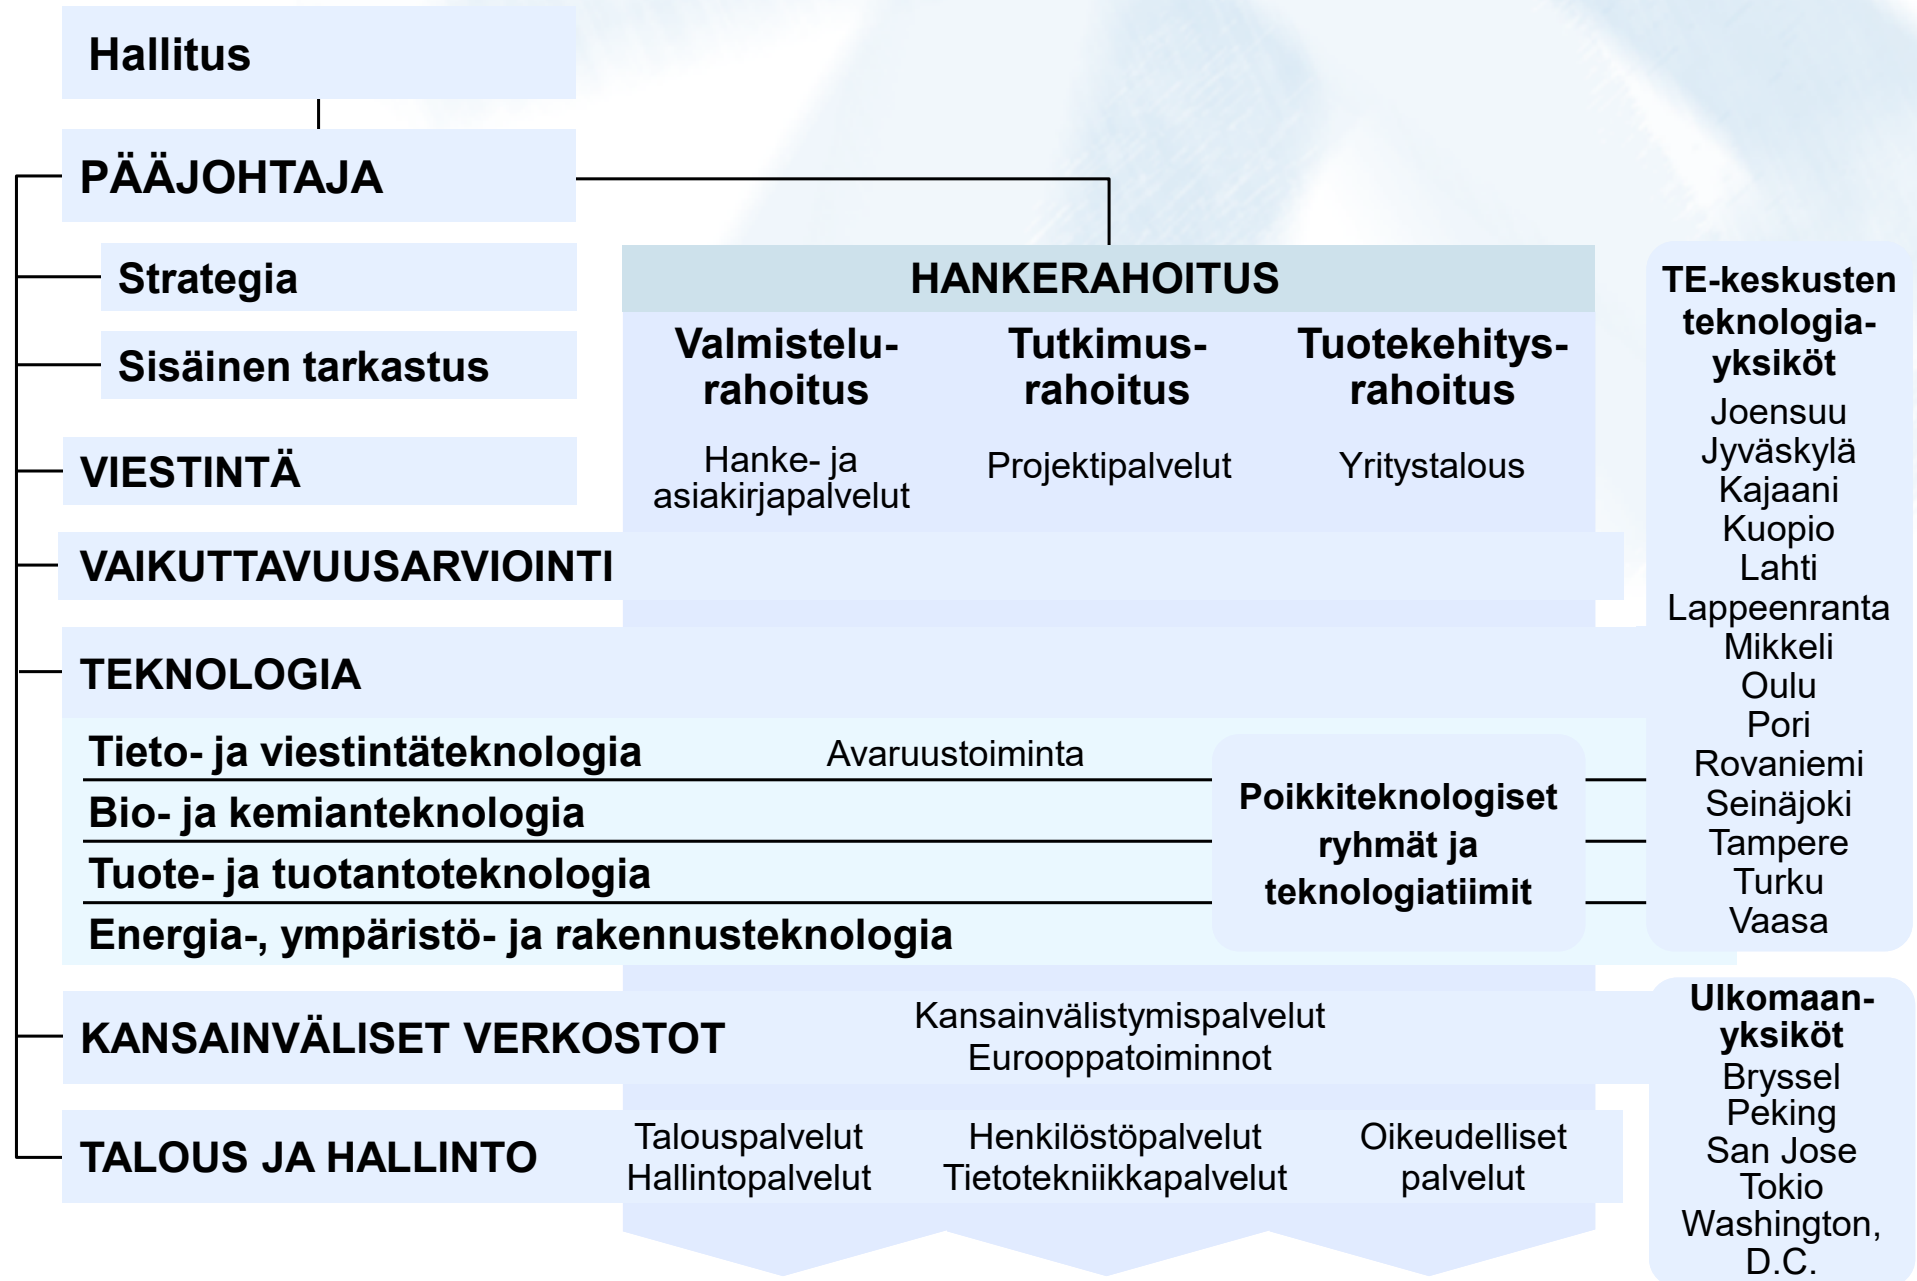 Hallitus
PÄÄJOHTAJA
Strategia
Sisäinen tarkastus
VIESTINTÄ
HANKERAHOITUS
Valmistelu-
rahoitus
Tutkimus-
rahoitus
Tuotekehitys-
rahoitus
Hanke- ja
asiakirjapalvelut
Projektipalvelut
Yritystalous
VAIKUTTAVUUSARVIOINTI
TEKNOLOGIA
Tieto- ja viestintäteknologia
Avaruustoiminta
Bio- ja kemianteknologia
Tuote- ja tuotantoteknologia
Energia-, ympäristö- ja rakennusteknologia
Poikkiteknologiset
ryhmät ja
teknologiatiimit
KANSAINVÄLISET VERKOSTOT
Kansainvälistymispalvelut
Eurooppatoiminnot
TALOUS JA HALLINTO
Talouspalvelut
Hallintopalvelut
Henkilöstöpalvelut
Tietotekniikkapalvelut
Oikeudelliset
palvelut
TE-keskusten
teknologia-
yksiköt
Joensuu
Jyväskylä
Kajaani
Kuopio
Lahti
Lappeenranta
Mikkeli
Oulu
Pori
Rovaniemi
Seinäjoki
Tampere
Turku
Vaasa
Ulkomaan-
yksiköt
Bryssel
Peking
San Jose
Tokio
Washington,
D.C.